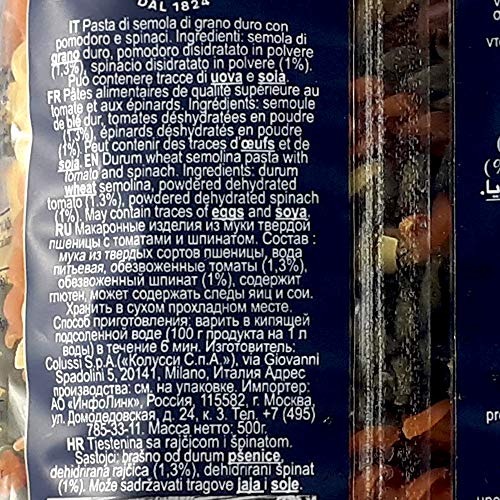 DAL 1824
IT Pasta di semola di grano duro con
pomodoro e spinaci. Ingredienti: semola di
grano duro, pomodoro disidratato in polvere
(1,3%), spinacio disidratato in polvere (1%).
Può contenere tracce di uova e soia.
FR Pâtes alimentaires de qualité supérieure au
tomate et aux épinards. Ingrédients: semoule
de blé dur, tomates déshydratées en poudre
(1,3%), épinards déshydratés en poudre
(1%). Peut contenir des traces d'œufs et de
soja. EN Durum wheat semolina pasta with
tomato and spinach. Ingredients: durum
wheat semolina, powdered dehydrated
tomato (1,3%), powdered dehydrated spinach
(1%). May contain traces of eggs and soya.
RU Макаронные изделия из муки твердой
пшеницы с томатами и шпинатом. Состав :
мука из твердых сортов пшеницы, вода
питьевая, обезвоженные томаты (1,3%),
обезвоженный шпинат (1%), содержит
глютен, может содержать следы яиц и сои.
Хранить в сухом прохладном месте.
Способ приготовления: варить в кипящей
подсоленной воде (100 г продукта на 1 л
воды) в течение 6 мин. Изготовитель:
Colussi S.p.A.(«Колусси С.п.А.»), via Giovanni
Spadolini 5, 20141, Milano, Италия Адрес
производства: см. на упаковке. Импортер:
АО «ИнфоЛинк», Россия, 115582, г. Москва,
ул. Домодедовская, д. 24, к. 3. Тел. +7 (495)
785-33-11. Масса нетто: 500г.
HR Tjestenina sa rajčicom i špinatom.
Sastojci: brašno od durum pšenice,
dehidrirana rajčica (1,3%), dehidrirani špinat
(1%). Može sadržavati tragove jaja i soje.